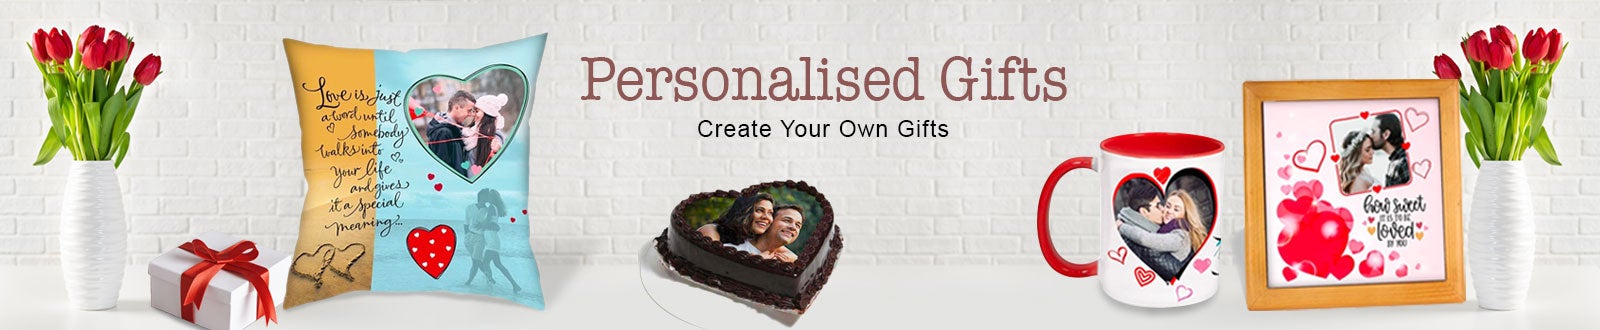 Personalised Gifts
Create Your Own Gifts
Love is just
a word until
somebody
walks into
your life
and gives
it a special
meaning...
how sweet
IT IS TO BE
loved
BY YOU